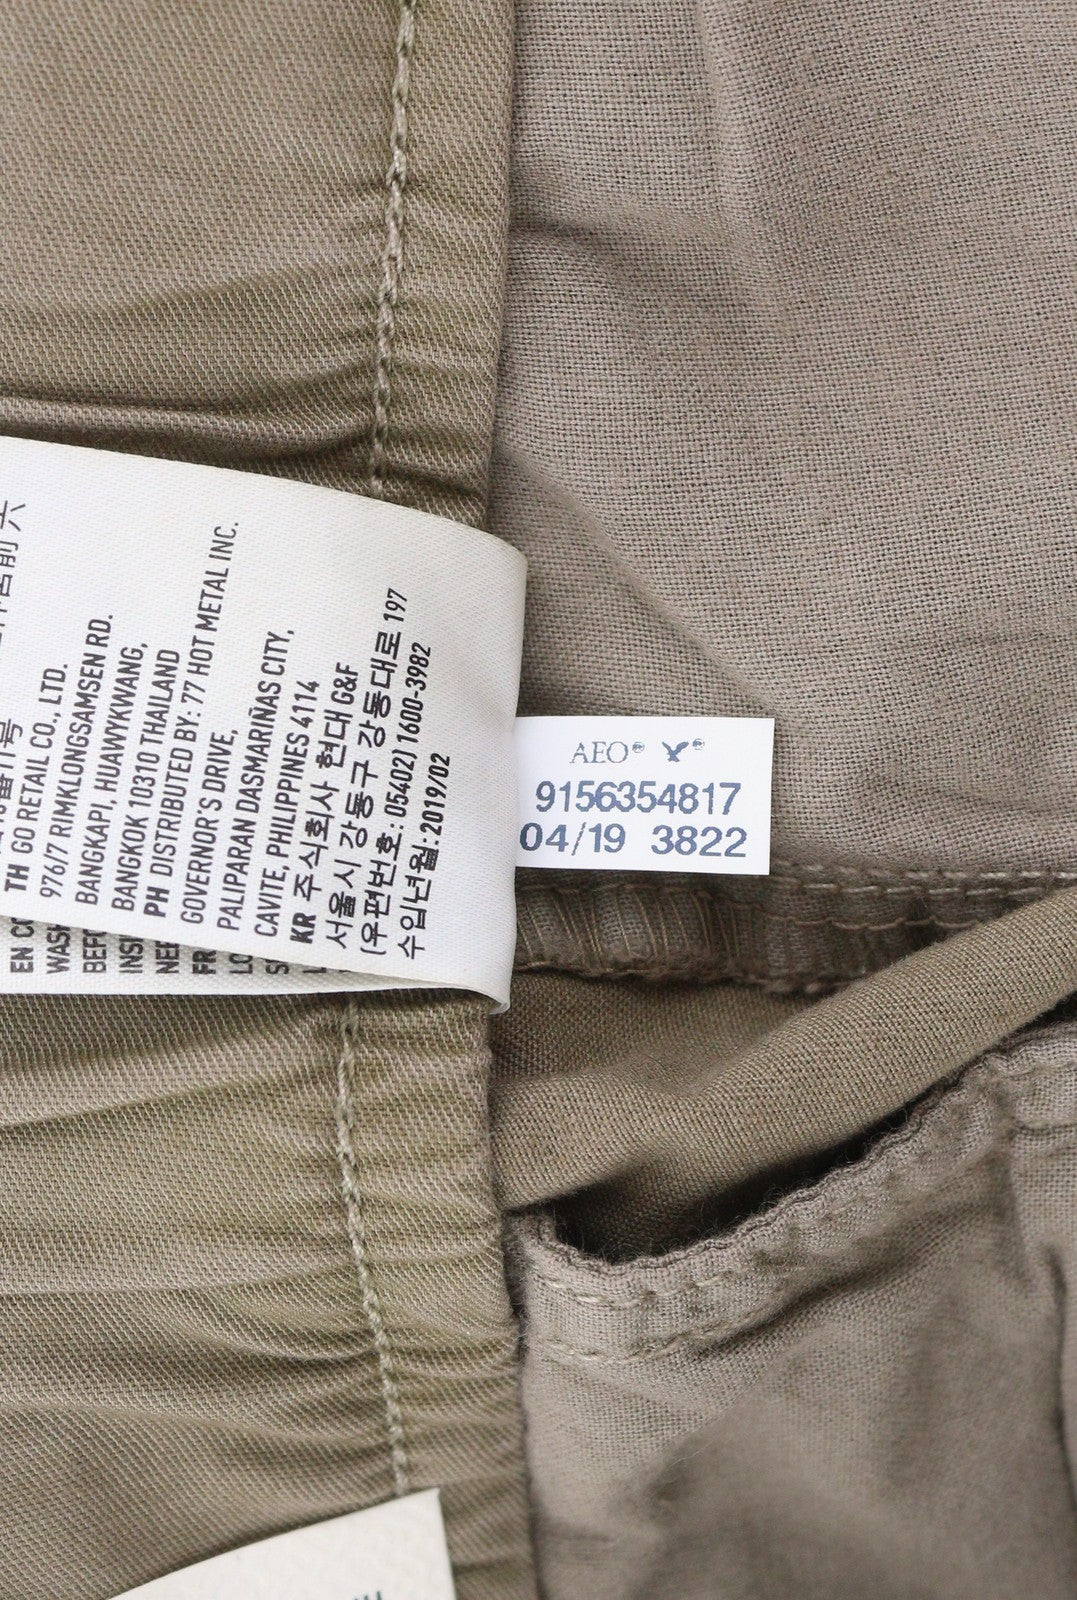 TH GO RETAIL CO., LTD.
976/7 RIMKLONGSAMSEN RD.
BANGKAPI, HUAWYKWANG,
BANGKOK 10310 THAILAND
PH DISTRIBUTED BY: 77 HOT METAL INC.
GOVERNOR'S DRIVE,
PALIPARAN DASMARIÑAS CITY,
CAVITE, PHILIPPINES 4114
KR 주식회사 현대 G&F
서울시 강동구 강동대로 197
(우편번호: 05402) 1600-3982
수입년월: 2019/02
EN
AEO®
9156354817
04/19 3822